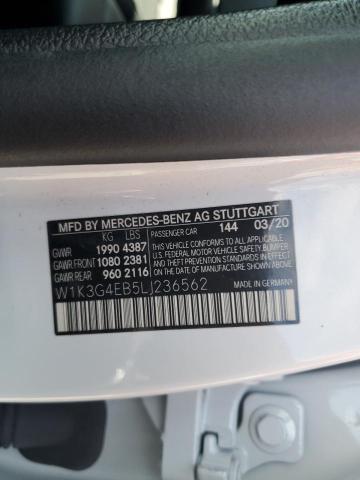 MFD BY MERCEDES-BENZ AG STUTTGART
KG LBS PASSENGER CAR 144 03/20
GWR 1990 4387
GAWR FRONT 1080 2381
GAWR REAR 960 2116
THIS VEHICLE CONFORMS TO ALL APPLICABLE
U.S. FEDERAL MOTOR VEHICLE SAFETY, BUMPER,
AND THEFT PREVENTION STANDARDS IN EFFECT
ON THE DATE OF MANUFACTURE SHOWN ABOVE.
W1K3G4EB5LJ236562
MADE IN GERMANY